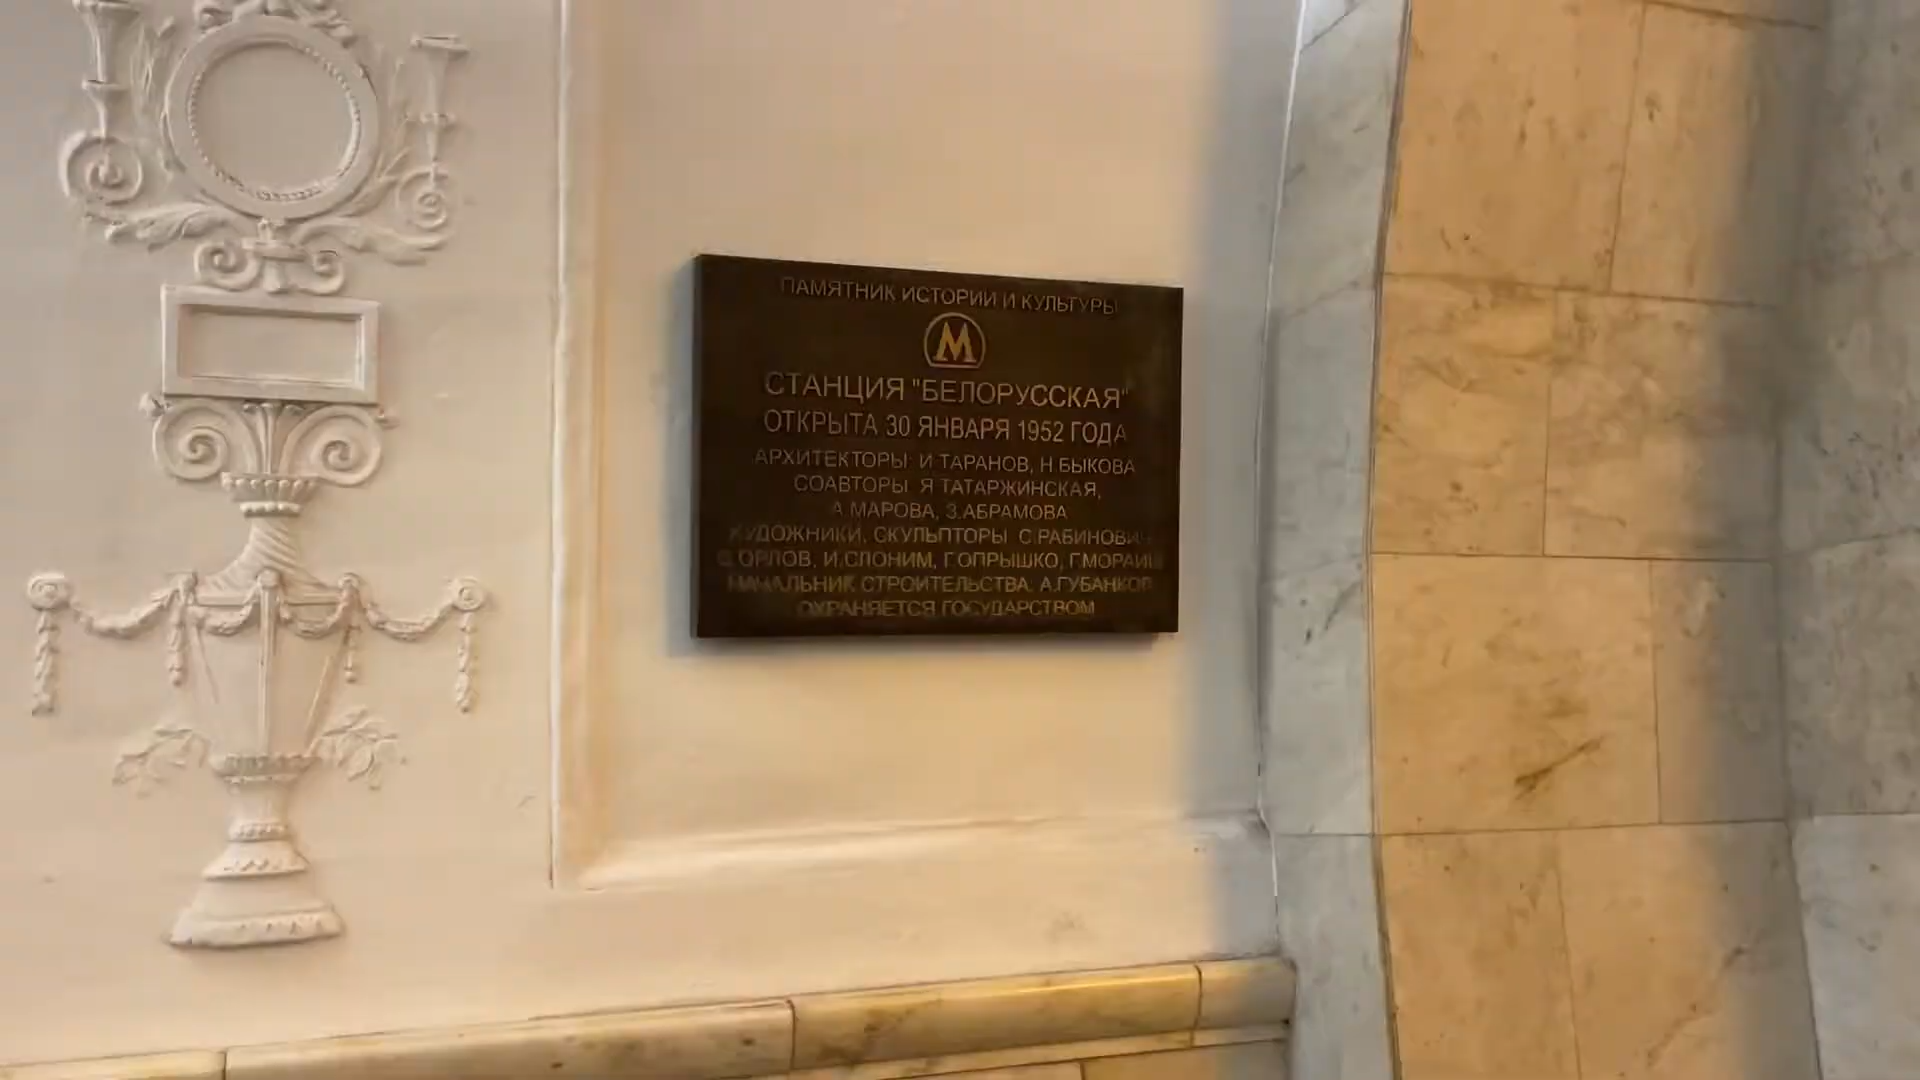 ПАМЯТНИК ИСТОРИИ И КУЛЬТУРЫ
М
СТАНЦИЯ "БЕЛОРУССКАЯ"
ОТКРЫТА 30 ЯНВАРЯ 1952 ГОДА
АРХИТЕКТОРЫ: И.ТАРАНОВ, Н.БЫКОВА
СОАВТОРЫ: Я.ТАТАРЖИНСКАЯ,
А.МАРОВА, З.АБРАМОВА
ХУДОЖНИКИ, СКУЛЬПТОРЫ: С.РАБИНОВИЧ
ОРЛОВ, И.СЛОНИМ, Г.ОПРЫШКО,
НАЧАЛЬНИК СТРОИТЕЛЬСТВА: А.ГУБАНКОВ
ОХРАНЯЕТСЯ ГОСУДАРСТВОМ